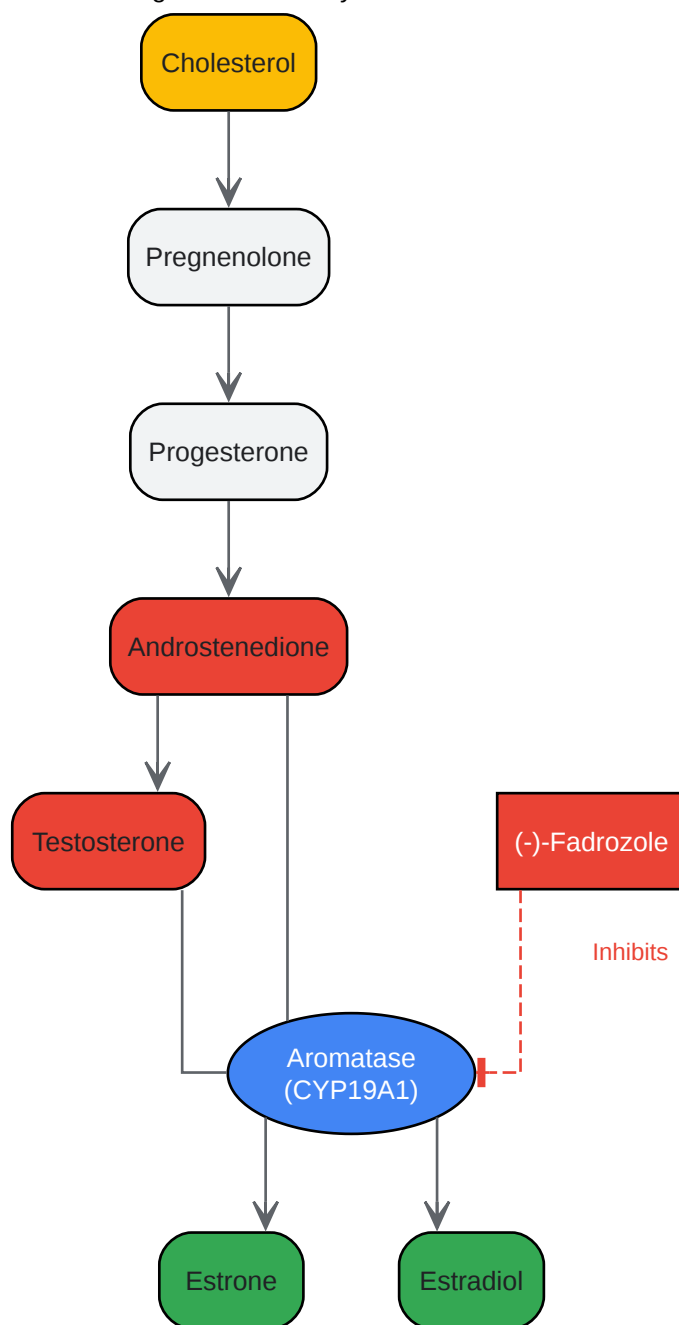 Cholesterol
Pregnenolone
Progesterone
Androstenedione
Testosterone
(-)-Fadrozole
Inhibits
Aromatase
(CYP19A1)
Estrone
Estradiol